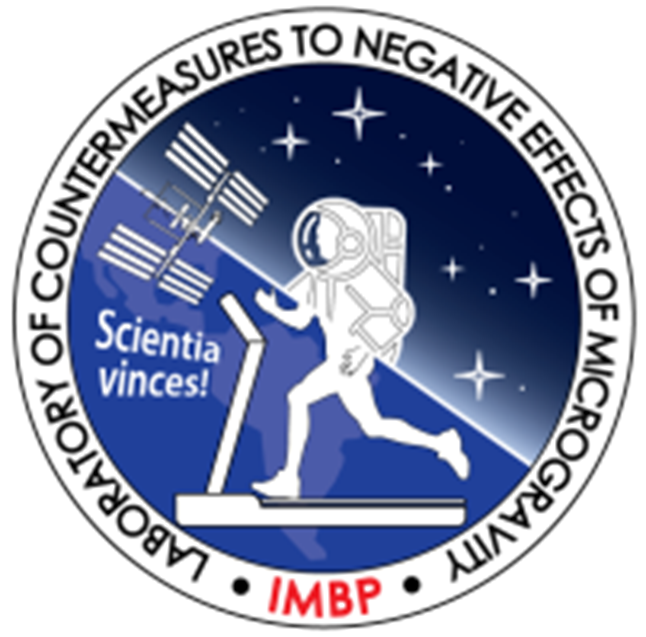 LABORATORY OF COUNTERMEASURES TO NEGATIVE EFFECTS OF MICROGRAVITY
Scientia
vinces!
• IMBP •